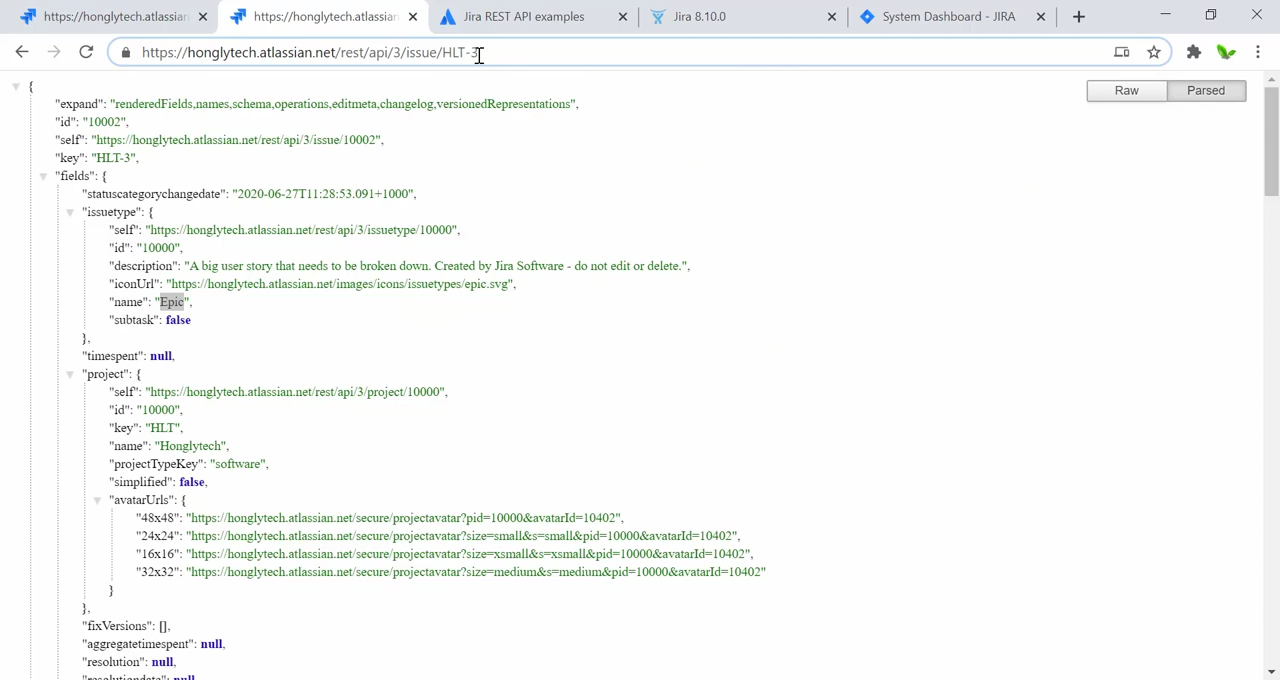 https://honglytech.atlassian
https://honglytech.atlassian
Jira REST API examples
Jira 8.10.0
System Dashboard - JIRA
https://honglytech.atlassian.net/rest/api/3/issue/HLT-3
Raw
Parsed
{
"expand": "renderedFields,names,schema,operations,editmeta,changelog,versionedRepresentations",
"id": "10002",
"self": "https://honglytech.atlassian.net/rest/api/3/issue/10002",
"key": "HLT-3",
"fields": {
"statuscategorychangedate": "2020-06-27T11:28:53.091+1000",
"issuetype": {
"self": "https://honglytech.atlassian.net/rest/api/3/issuetype/10000",
"id": "10000",
"description": "A big user story that needs to be broken down. Created by Jira Software - do not edit or delete.",
"iconUrl": "https://honglytech.atlassian.net/images/icons/issuetypes/epic.svg",
"name": "Epic",
"subtask": false
},
"timespent": null,
"project": {
"self": "https://honglytech.atlassian.net/rest/api/3/project/10000",
"id": "10000",
"key": "HLT",
"name": "Honglytech",
"projectTypeKey": "software",
"simplified": false,
"avatarUrls": {
"48x48": "https://honglytech.atlassian.net/secure/projectavatar?pid=10000&avatarId=10402",
"24x24": "https://honglytech.atlassian.net/secure/projectavatar?size=small&s=small&pid=10000&avatarId=10402",
"16x16": "https://honglytech.atlassian.net/secure/projectavatar?size=xsmall&s=xsmall&pid=10000&avatarId=10402",
"32x32": "https://honglytech.atlassian.net/secure/projectavatar?size=medium&s=medium&pid=10000&avatarId=10402"
}
},
"fixVersions": [],
"aggregatetimespent": null,
"resolution": null,
"resolutiondate": null